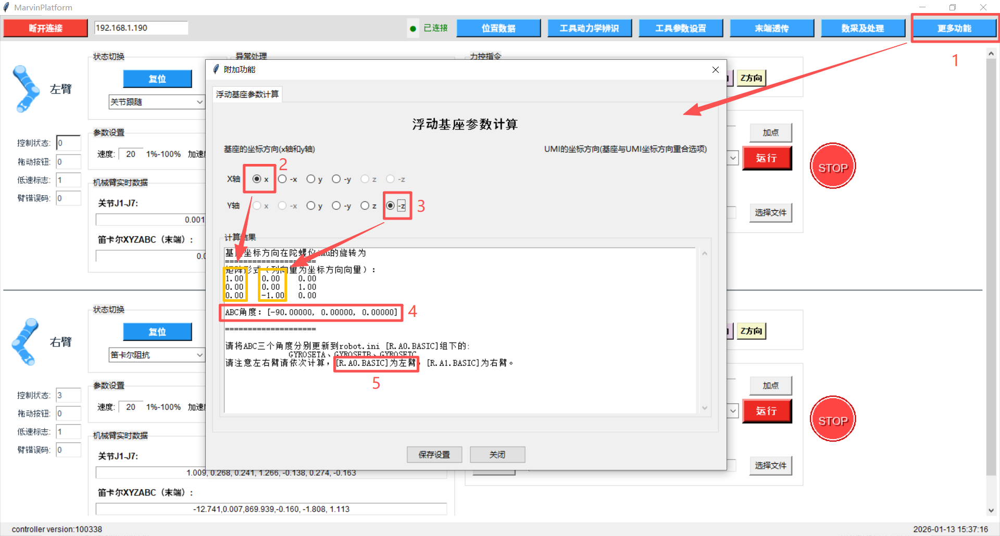 MarvinPlatform
断开连接
192.168.1.190
已连接
位置数据
工具动力学辨识
工具参数设置
末端透传
数采及处理
更多功能
1
左臂
状态切换
异常处理
力控指令
复位
关节跟随
Z方向
控制状态: 0
拖动按钮: 0
低速标志: 1
臂错误码: 0
参数设置
速度: 20 1%-100%
机械臂实时数据
关节J1-J7:
0.001
笛卡尔XYZABC（末端）:
加点
运行
STOP
选择文件
附加功能
浮动基座参数计算
浮动基座参数计算
基座的坐标方向(x轴和y轴)
UMI的坐标方向(基座与UMI坐标方向重合选项)
2
X轴 x -x y -y z -z
Y轴 x -x y -y z -z
3
计算结果
坐标方向在陀螺仪
的旋转为
=====================
矩阵形式（列向量为坐标方向向量）:
1.00 0.00 0.00
0.00 0.00 1.00
0.00 -1.00 0.00
ABC角度: [-90.00000, 0.00000, 0.00000]
4
=====================
请将ABC三个角度分别更新到robot.ini [R.A0.BASIC]组下的:
GYROSETA、GYROSETB、GYROSETC
请注意左右臂请依次计算，[R.A0.BASIC]为左臂，[R.A1.BASIC]为右臂。
5
保存设置
关闭
右臂
状态切换
复位
笛卡尔阻抗
Z方向
控制状态: 3
拖动按钮: 0
低速标志: 1
臂错误码: 0
参数设置
速度: 20 1%-100%
机械臂实时数据
关节J1-J7:
1.009, 0.268, 0.241, 1.266, -0.138, 0.274, -0.163
笛卡尔XYZABC（末端）:
-12.741,0.007,869.939,-0.160, -1.808, 1.113
加点
运行
STOP
选择文件
controller version:100338
2026-01-13 15:37:16